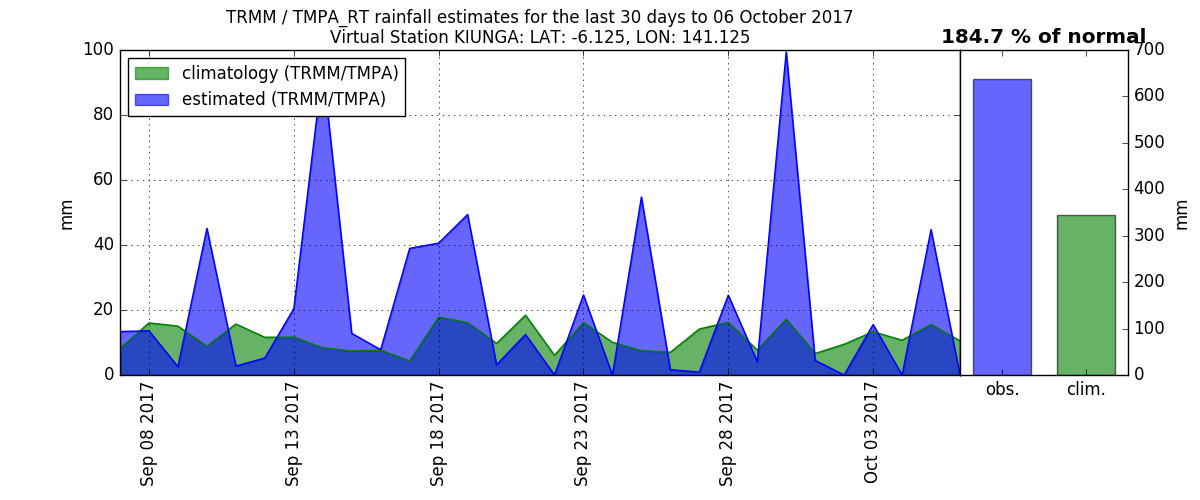 TRMM / TMPA_RT rainfall estimates for the last 30 days to 06 October 2017
Virtual Station KIUNGA: LAT: -6.125, LON: 141.125
184.7 % of normal
climatology (TRMM/TMPA)
estimated (TRMM/TMPA)
100
80
60
40
20
0
mm
700
600
500
400
300
200
100
0
mm
Sep 08 2017
Sep 13 2017
Sep 18 2017
Sep 23 2017
Sep 28 2017
Oct 03 2017
obs.
clim.